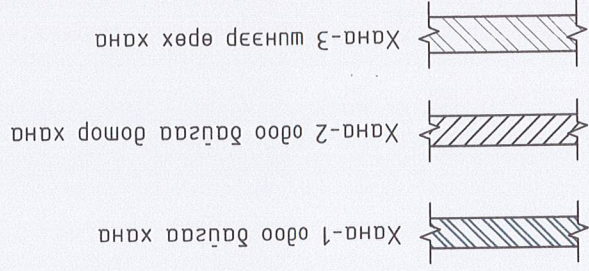 Хана-1 одоо байгаа хана
Хана-2 одоо байгаа дотор хана
Хана-3 шинээр өрөх хана